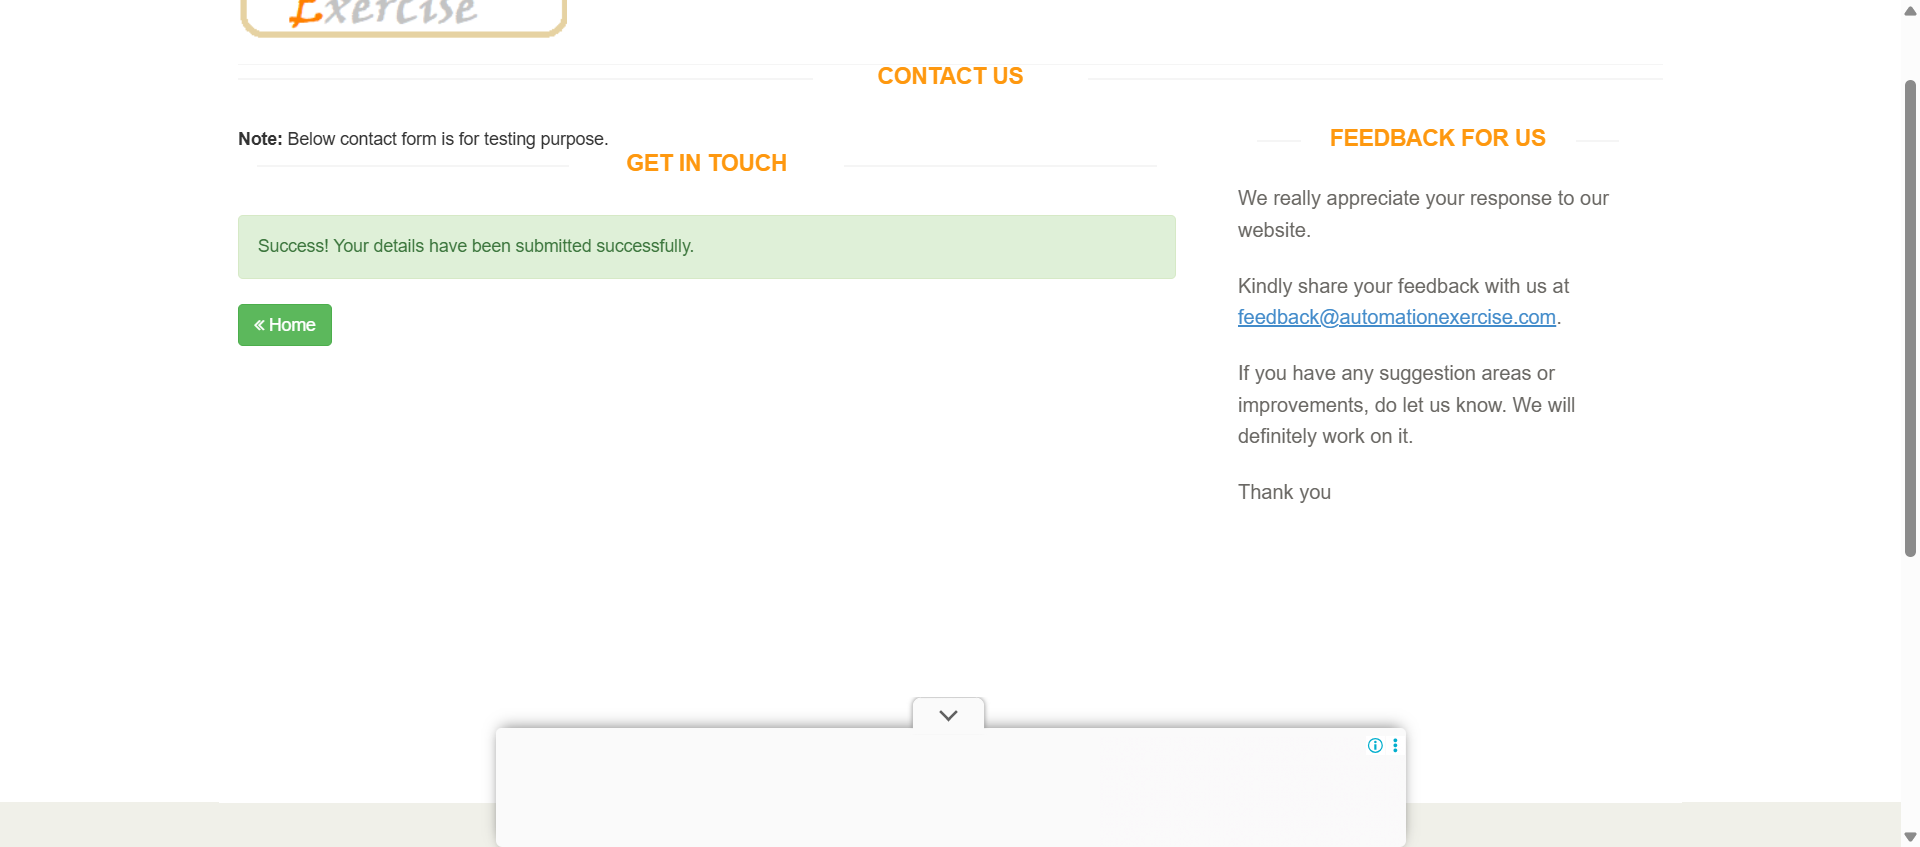 Exercise
CONTACT US
Note: Below contact form is for testing purpose.
GET IN TOUCH
Success! Your details have been submitted successfully.
« Home
FEEDBACK FOR US
We really appreciate your response to our
website.
Kindly share your feedback with us at
feedback@automationexercise.com.
If you have any suggestion areas or
improvements, do let us know. We will
definitely work on it.
Thank you